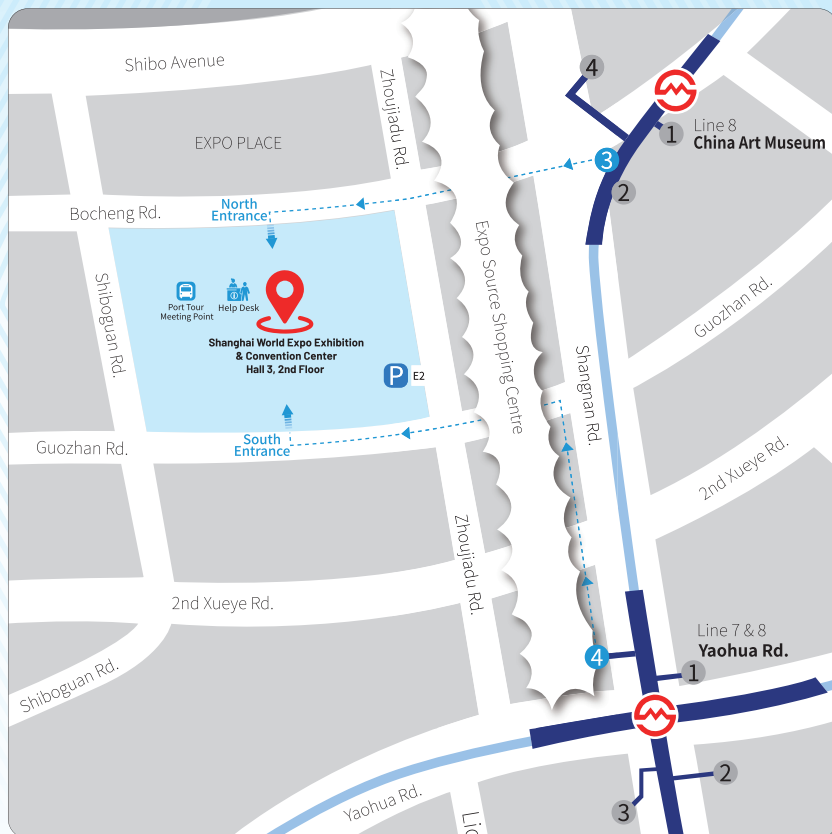 Shibo Avenue
Zhoujiadu Rd.
4
EXPO PLACE
1
Line 8
China Art Museum
3
2
North
Entrance
Bocheng Rd.
Expo Source Shopping Centre
Shiboguan Rd.
Port Tour
Meeting Point
Help Desk
Guozhan Rd.
Shanghai World Expo Exhibition
& Convention Center
Hall 3, 2nd Floor
P
E2
Shangnan Rd.
South
Entrance
Guozhan Rd.
2nd Xueye Rd.
Zhoujiadu Rd.
2nd Xueye Rd.
Line 7 & 8
Yaohua Rd.
4
1
Shiboguan Rd.
2
3
Yaohua Rd.